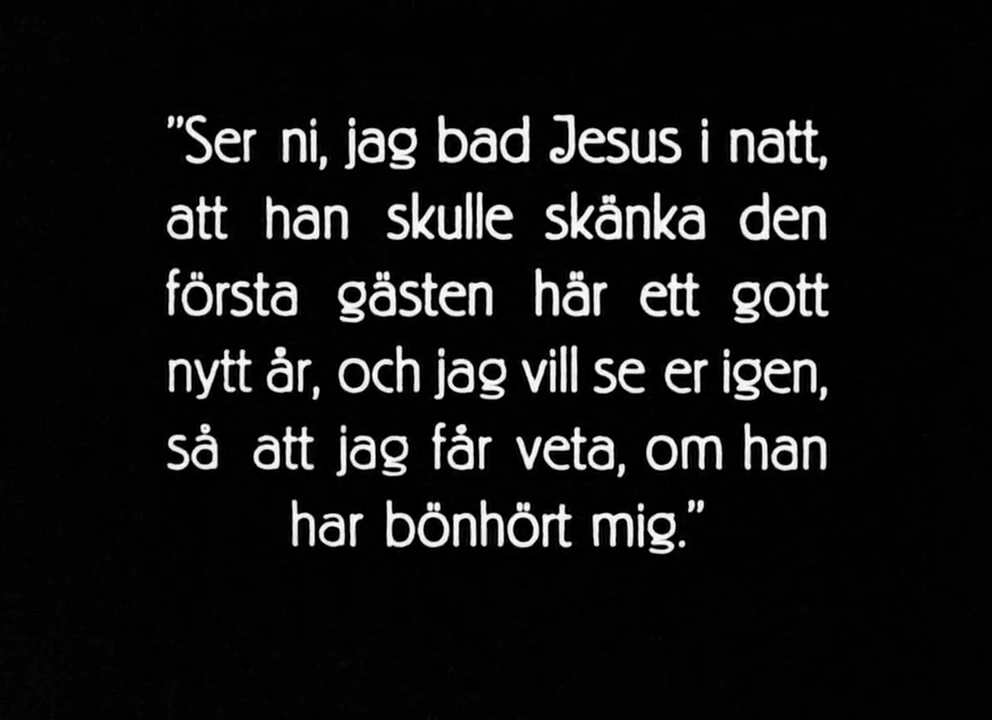 ”Ser ni, jag bad Jesus i natt,
att han skulle skänka den
första gästen här ett gott
nytt år, och jag vill se er igen,
så att jag får veta, om han
har bönhört mig.”